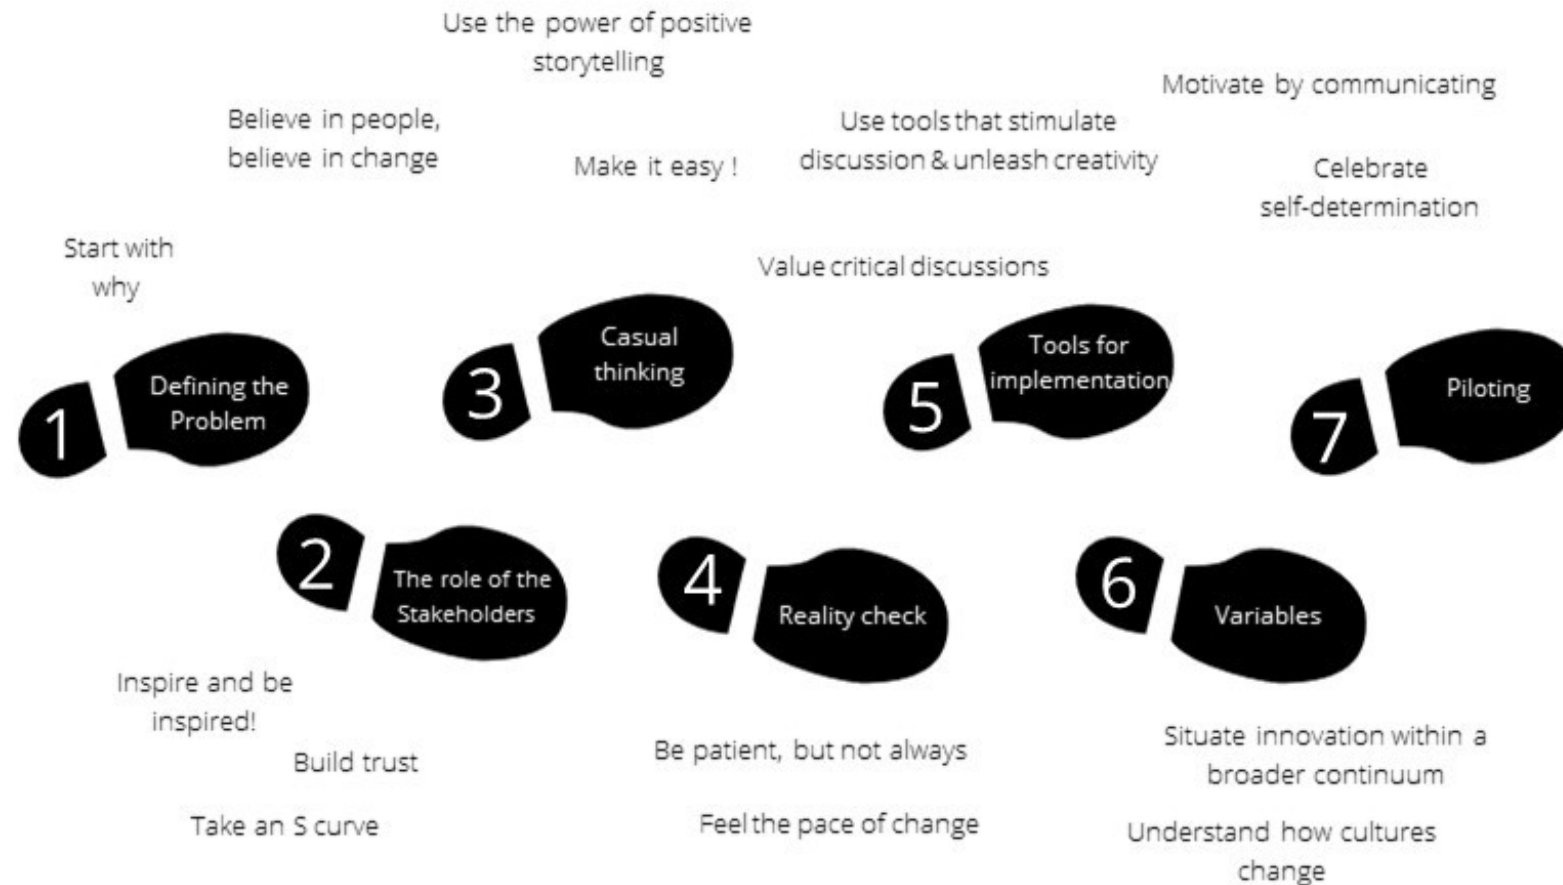 Use the power of positive
storytelling
Motivate by communicating
Believe in people,
believe in change
Use tools that stimulate
discussion & unleash creativity
Make it easy !
Celebrate
self-determination
Start with
why
Value critical discussions
1
Defining the
Problem
3
Casual
thinking
5
Tools for
implementation
7
Piloting
2
The role of the
Stakeholders
4
Reality check
6
Variables
Inspire and be
inspired!
Build trust
Take an S curve
Be patient, but not always
Feel the pace of change
Situate innovation within a
broader continuum
Understand how cultures
change